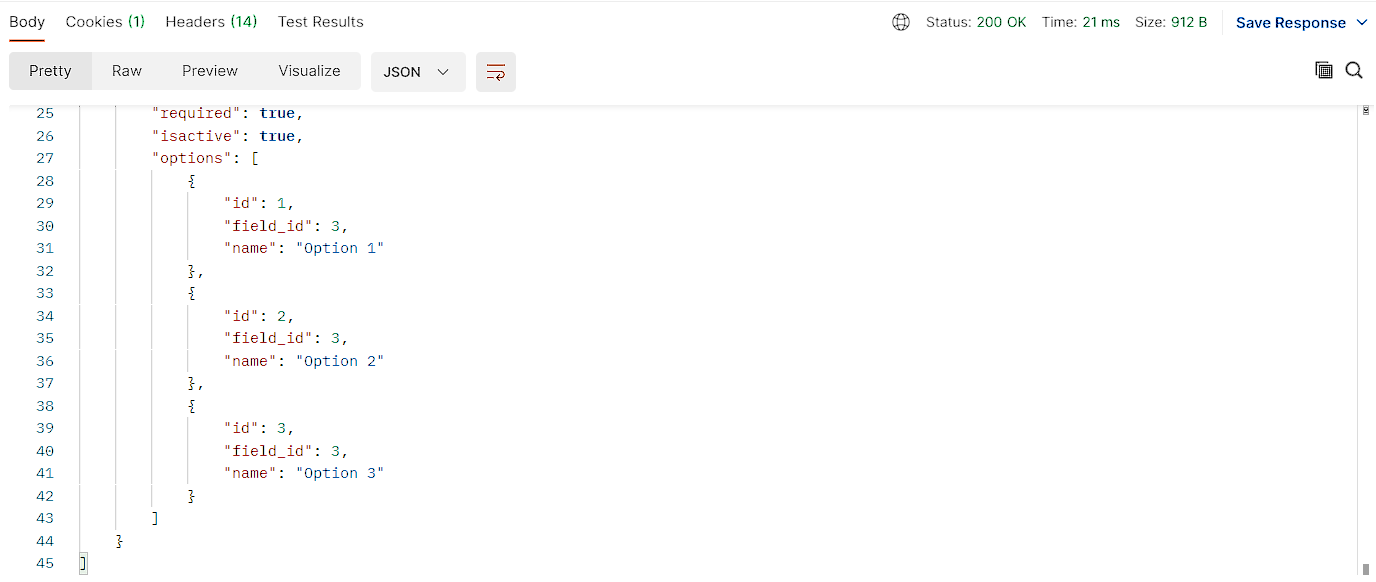 Body Cookies (1) Headers (14) Test Results Status: 200 OK Time: 21 ms Size: 912 B Save Response
Pretty Raw Preview Visualize JSON
25 "required": true,
26 "isactive": true,
27 "options": [
28 {
29 "id": 1,
30 "field_id": 3,
31 "name": "Option 1"
32 },
33 {
34 "id": 2,
35 "field_id": 3,
36 "name": "Option 2"
37 },
38 {
39 "id": 3,
40 "field_id": 3,
41 "name": "Option 3"
42 }
43 ]
44 }
45 ]